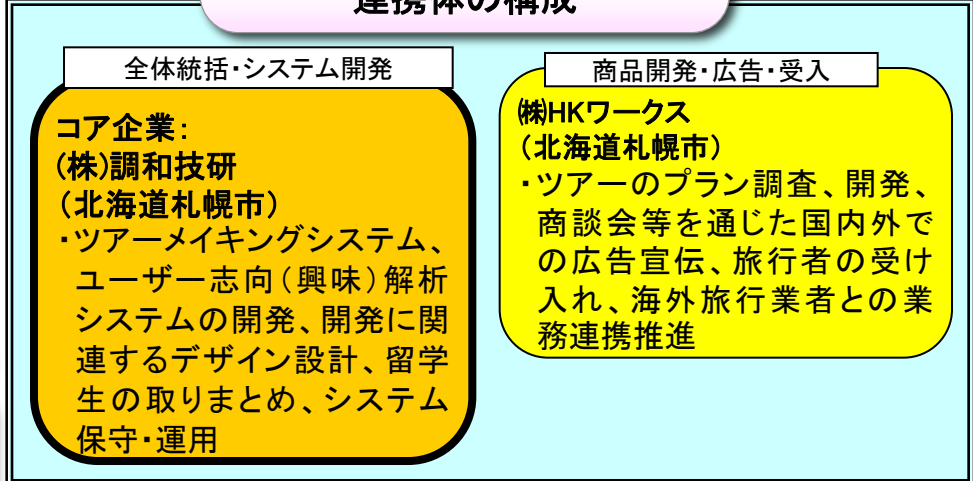 連携体の構成
全体統括・システム開発
コア企業:
(株)調和技研
(北海道札幌市)
・ツアーメイキングシステム、
ユーザー志向(興味)解析
システムの開発、開発に関
連するデザイン設計、留学
生の取りまとめ、システム
保守・運用
商品開発・広告・受入
㈱HKワークス
(北海道札幌市)
・ツアーのプラン調査、開発、
商談会等を通じた国内外で
の広告宣伝、旅行者の受け
入れ、海外旅行業者との業
務連携推進